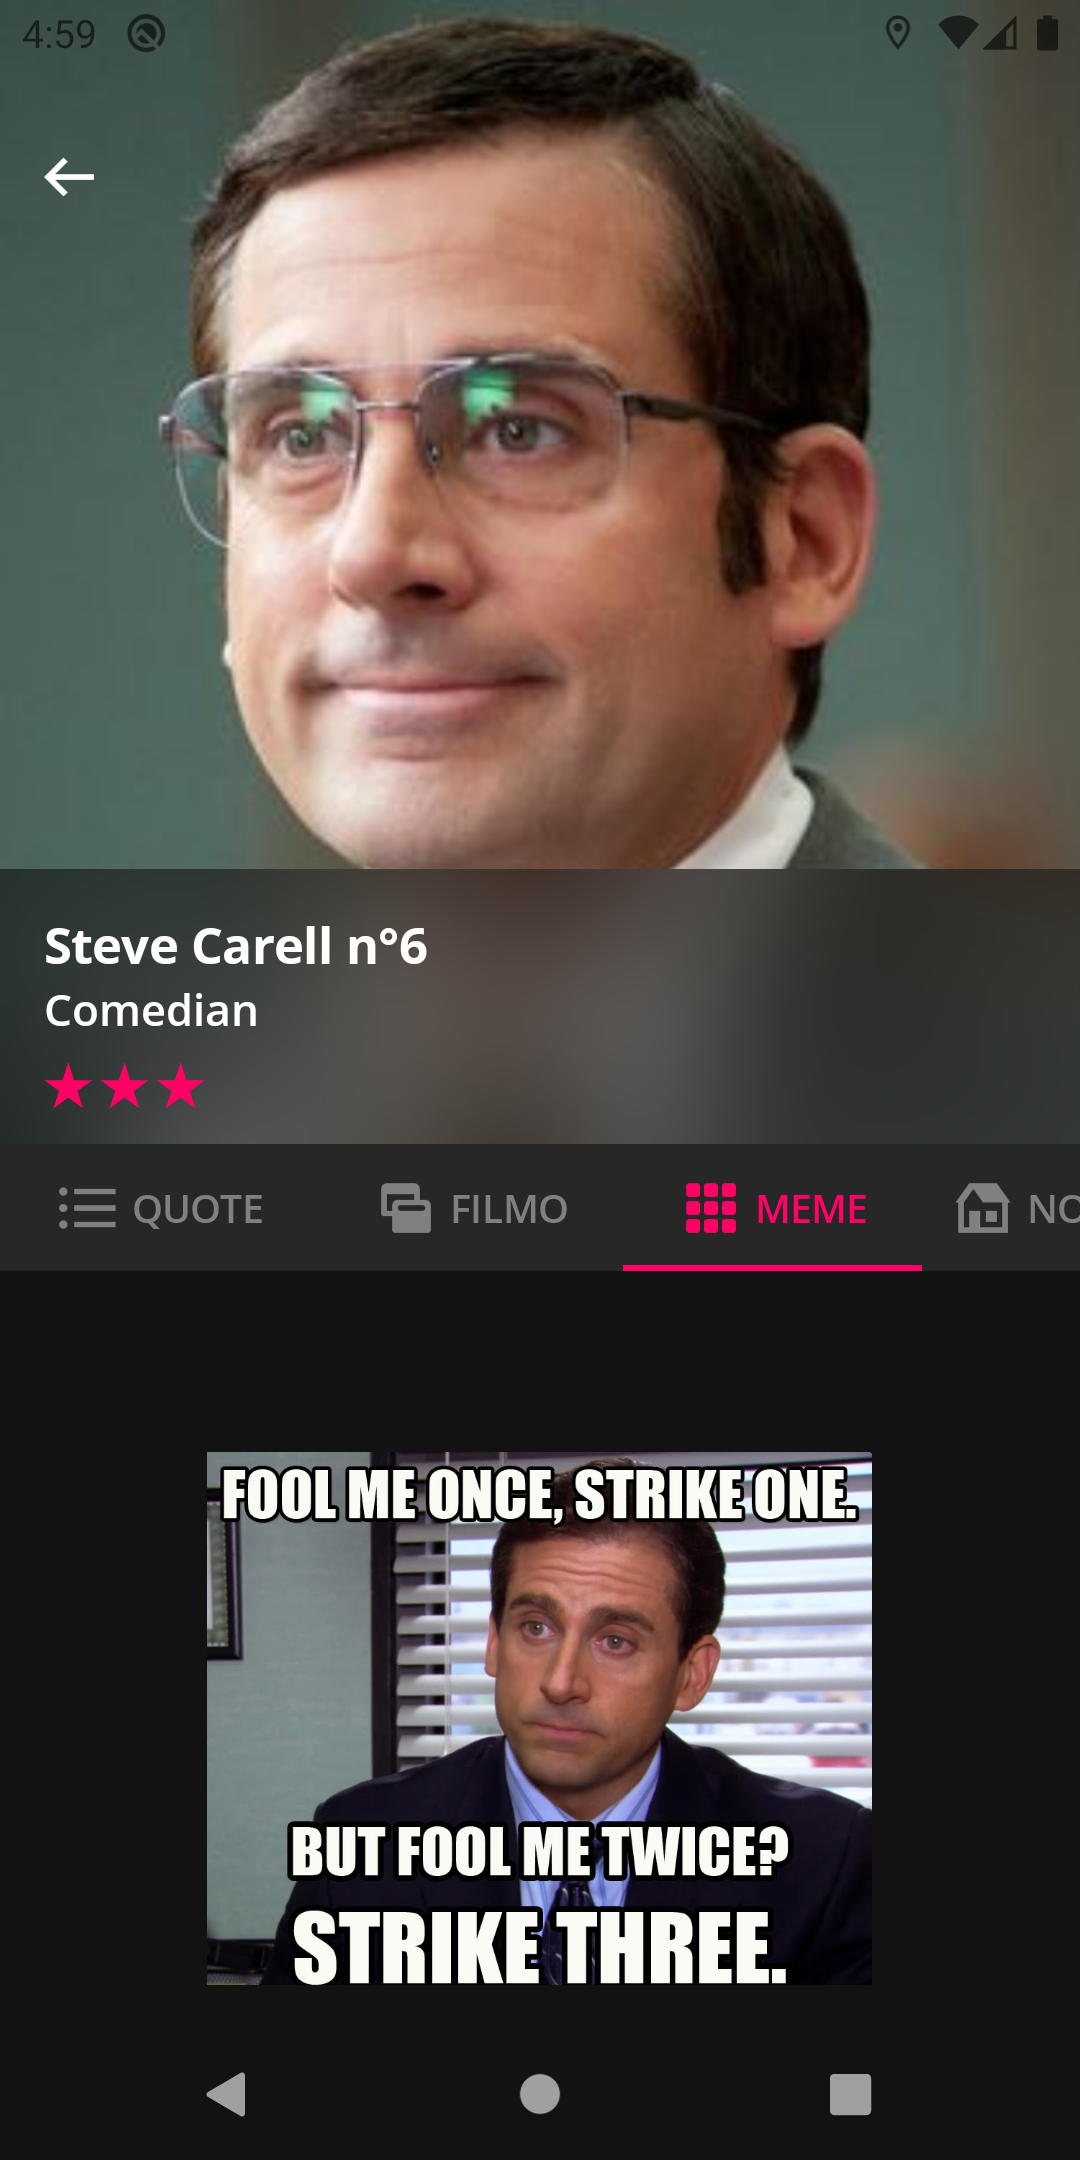 4:59
Steve Carell n°6
Comedian
QUOTE FILMO MEME NO
FOOL ME ONCE, STRIKE ONE.
BUT FOOL ME TWICE?
STRIKE THREE.